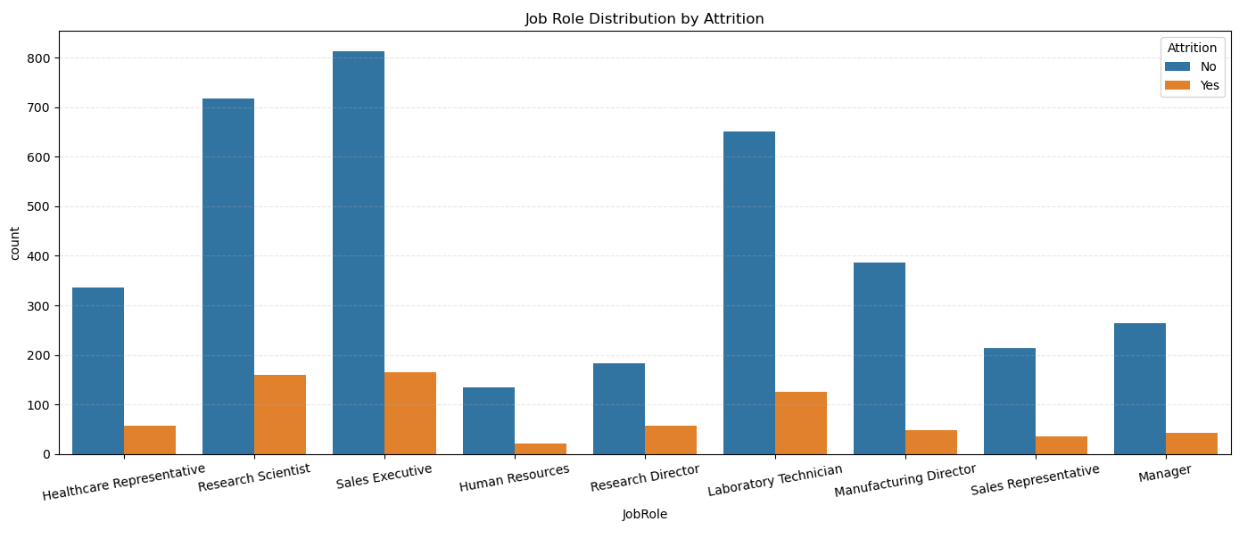 Job Role Distribution by Attrition
Attrition
No
Yes
800
700
600
500
400
300
200
100
0
count
Healthcare Representative
Research Scientist
Sales Executive
Human Resources
Research Director
Laboratory Technician
Manufacturing Director
Sales Representative
Manager
JobRole